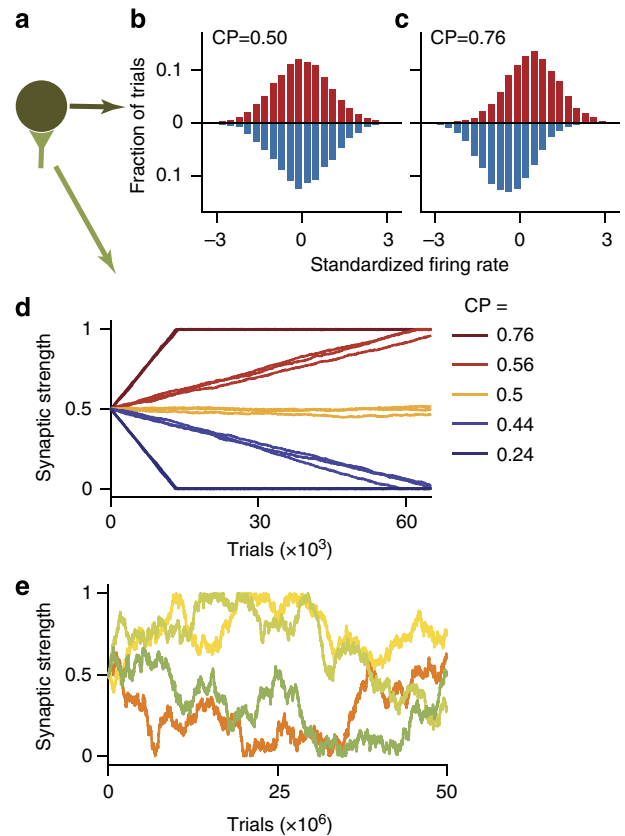 a
b
c
CP=0.50
CP=0.76
Fraction of trials
0.1
0
0.1
−3
0
3
−3
0
3
Standardized firing rate
d
CP =
Synaptic strength
1
0.5
0
0
30
60
Trials (×10³)
0.76
0.56
0.5
0.44
0.24
e
Synaptic strength
1
0.5
0
0
25
50
Trials (×10⁶)